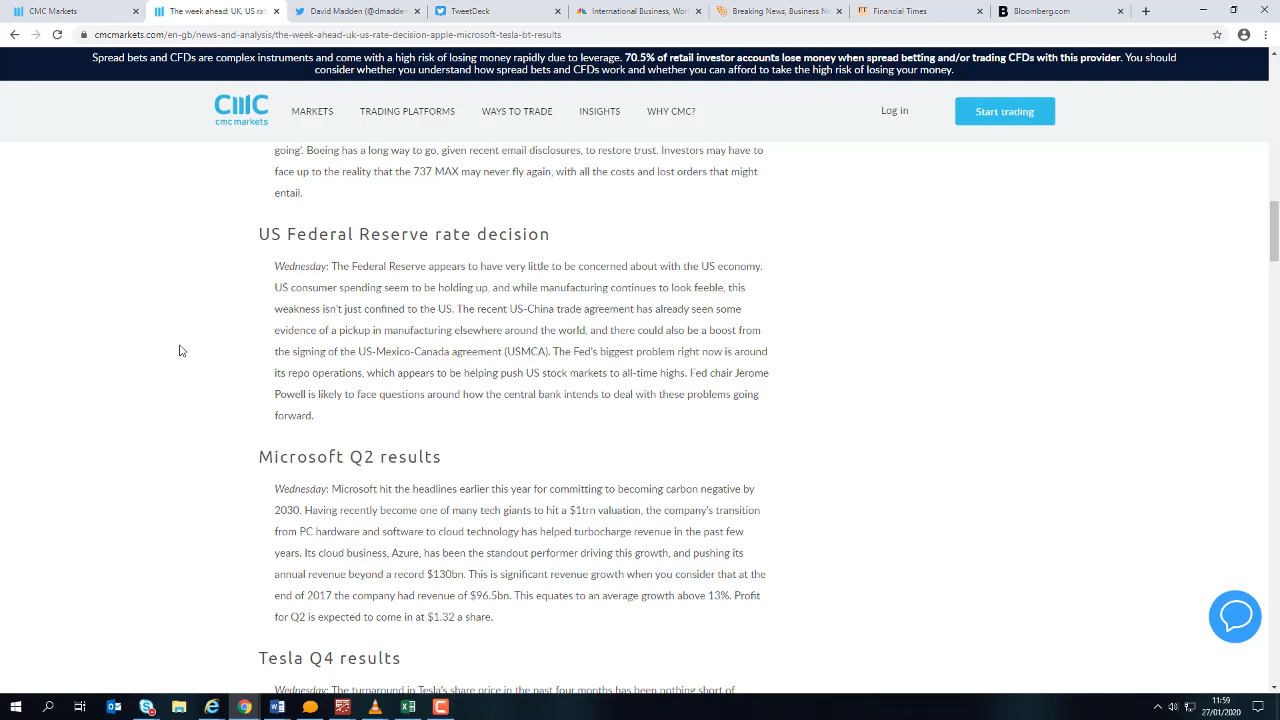 CMC Markets
The week ahead: UK, US rat
David Madden (@dmadden
TweetDeck
International Business, Worl
Breaking News, Business Ne
Financial Times
Bloomberg.com
cmcmarkets.com/en-gb/news-and-analysis/the-week-ahead-uk-us-rate-decision-apple-microsoft-tesla-bt-results
Spread bets and CFDs are complex instruments and come with a high risk of losing money rapidly due to leverage. 70.5% of retail investor accounts lose money when spread betting and/or trading CFDs with this provider. You should
consider whether you understand how spread bets and CFDs work and whether you can afford to take the high risk of losing your money.
CMC
cmc markets
MARKETS
TRADING PLATFORMS
WAYS TO TRADE
INSIGHTS
WHY CMC?
Log in
Start trading
going'. Boeing has a long way to go, given recent email disclosures, to restore trust. Investors may have to
face up to the reality that the 737 MAX may never fly again, with all the costs and lost orders that might
entail.
US Federal Reserve rate decision
Wednesday: The Federal Reserve appears to have very little to be concerned about with the US economy.
US consumer spending seem to be holding up, and while manufacturing continues to look feeble, this
weakness isn't just confined to the US. The recent US-China trade agreement has already seen some
evidence of a pickup in manufacturing elsewhere around the world, and there could also be a boost from
the signing of the US-Mexico-Canada agreement (USMCA). The Fed's biggest problem right now is around
its repo operations, which appears to be helping push US stock markets to all-time highs. Fed chair Jerome
Powell is likely to face questions around how the central bank intends to deal with these problems going
forward.
Microsoft Q2 results
Wednesday: Microsoft hit the headlines earlier this year for committing to becoming carbon negative by
2030. Having recently become one of many tech giants to hit a $1trn valuation, the company's transition
from PC hardware and software to cloud technology has helped turbocharge revenue in the past few
years. Its cloud business, Azure, has been the standout performer driving this growth, and pushing its
annual revenue beyond a record $130bn. This is significant revenue growth when you consider that at the
end of 2017 the company had revenue of $96.5bn. This equates to an average growth above 13%. Profit
for Q2 is expected to come in at $1.32 a share.
Tesla Q4 results
Wednesday: The turnaround in Tesla's share price in the past four months has been nothing short of
11:59
27/01/2020